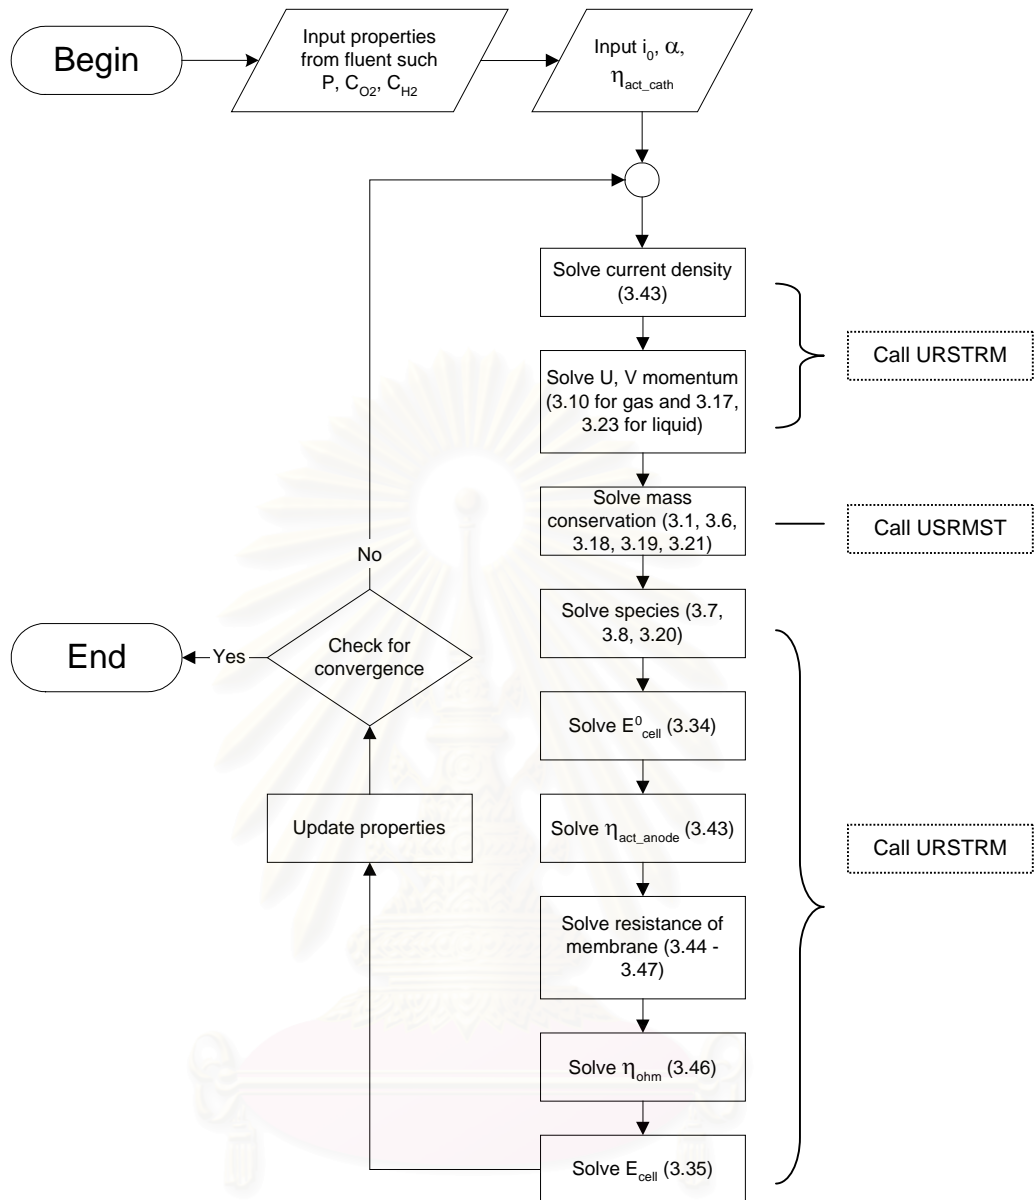 Begin
Input properties
from fluent such
P, C_O2, C_H2
Input i_0, α,
η_act_cath
Solve current density
(3.43)
Call URSTRM
Solve U, V momentum
(3.10 for gas and 3.17,
3.23 for liquid)
Solve mass
conservation (3.1, 3.6,
3.18, 3.19, 3.21)
Call USRMST
No
Solve species (3.7,
3.8, 3.20)
End
Yes
Check for
convergence
Solve E^0_cell (3.34)
Update properties
Solve η_act_anode (3.43)
Call URSTRM
Solve resistance of
membrane (3.44 -
3.47)
Solve η_ohm (3.46)
Solve E_cell (3.35)